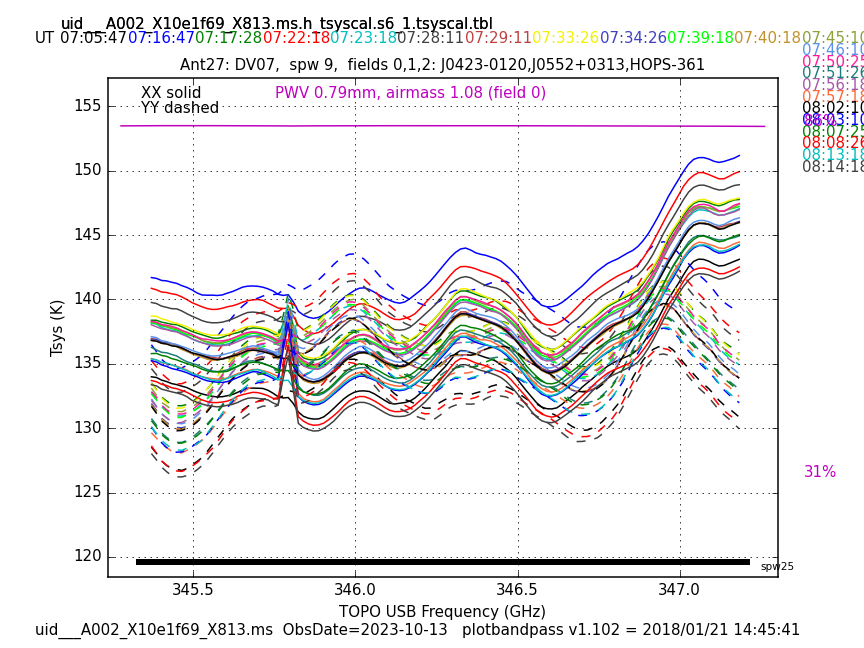 uid___A002_X10e1f69_X813.ms.h_tsyscal.s6_1.tsyscal.tbl
UT 07:05:47 07:16:47 07:17:28 07:22:18 07:23:18 07:28:11 07:29:11 07:33:26 07:34:26 07:39:18 07:40:18 07:45:10
07:46:10
Ant27: DV07, spw 9, fields 0,1,2: J0423-0120,J0552+0313,HOPS-361
07:50:25
07:51:26
07:56:18
07:57:18
XX solid
PWV 0.79mm, airmass 1.08 (field 0)
YY dashed
08:02:10
08:03:10
08:07:25
08:08:26
08:13:18
08:14:18
155
150
145
140
135
130
125
120
Tsys (K)
31%
spw25
345.5 346.0 346.5 347.0
TOPO USB Frequency (GHz)
uid___A002_X10e1f69_X813.ms ObsDate=2023-10-13 plotbandpass v1.102 = 2018/01/21 14:45:41